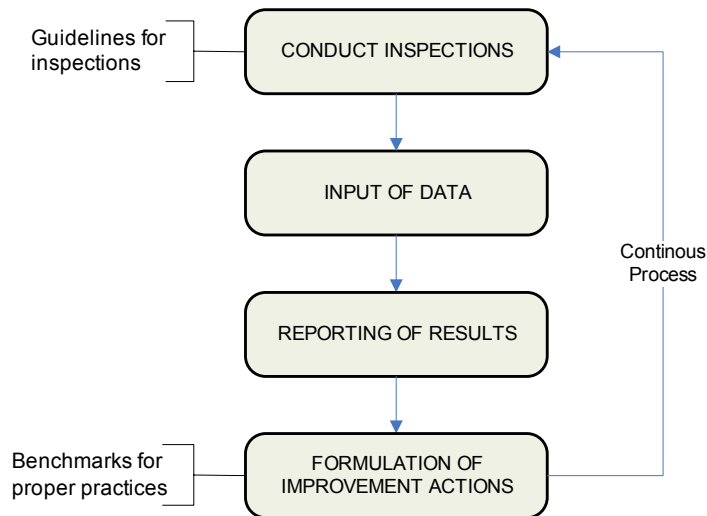 Guidelines for
inspections
CONDUCT INSPECTIONS
INPUT OF DATA
Continous
Process
REPORTING OF RESULTS
Benchmarks for
proper practices
FORMULATION OF
IMPROVEMENT ACTIONS